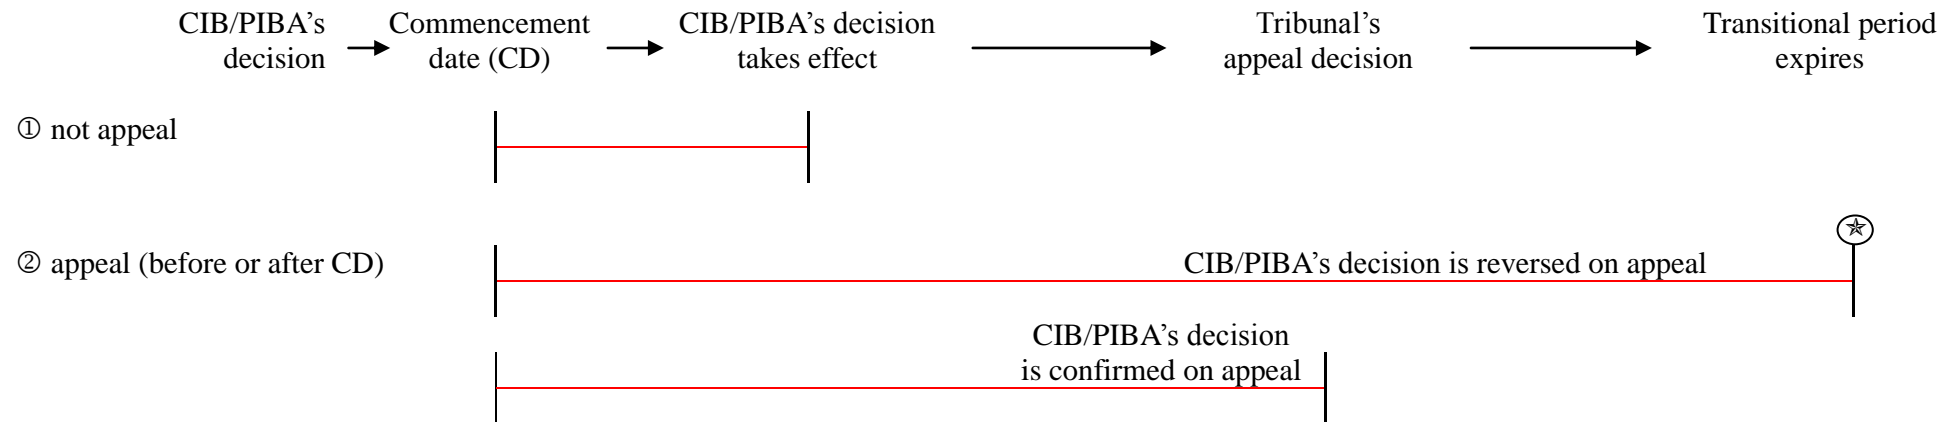 CIB/PIBA’s
decision
Commencement
date (CD)
CIB/PIBA’s decision
takes effect
Tribunal’s
appeal decision
Transitional period
expires
① not appeal
② appeal (before or after CD)
CIB/PIBA’s decision is reversed on appeal
CIB/PIBA’s decision
is confirmed on appeal